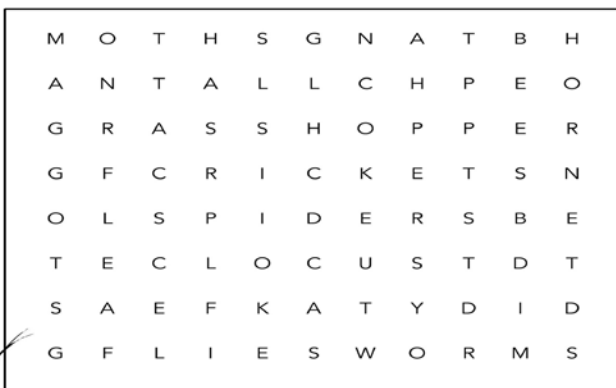 M O T H S G N A T B H
A N T A L L C H P E O
G R A S S H O P P E R
G F C R I C K E T S N
O L S P I D E R S B E
T E C L O C U S T D T
S A E F K A T Y D I D
G F L I E S W O R M S